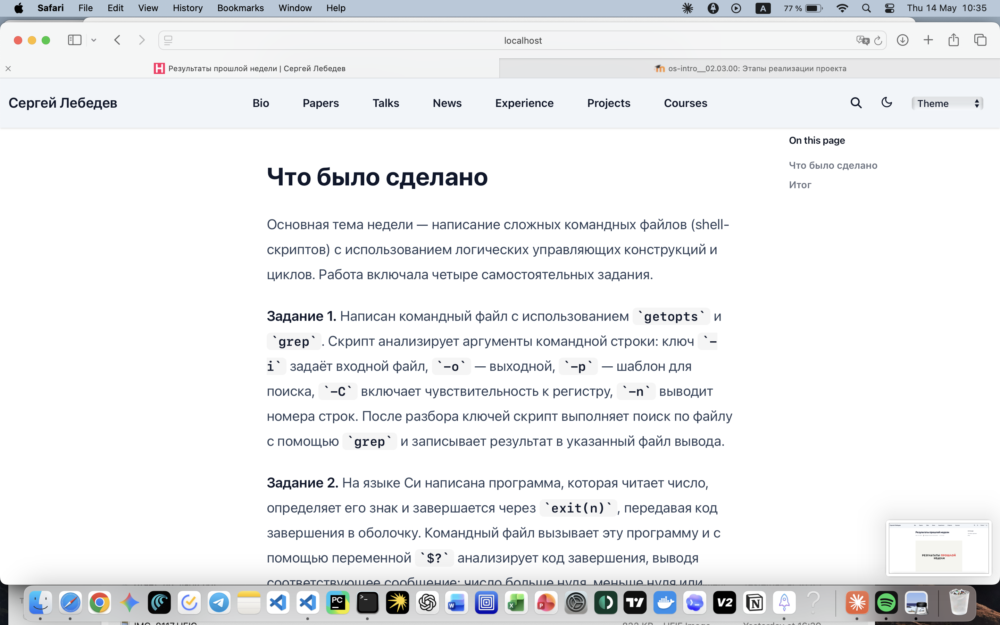 Safari File Edit View History Bookmarks Window Help A 77 % Thu 14 May 10:35
localhost
Результаты прошлой недели | Сергей Лебедев
os-intro__02.03.00: Этапы реализации проекта
Сергей Лебедев Bio Papers Talks News Experience Projects Courses Theme
On this page
Что было сделано
Итог
Что было сделано
Основная тема недели — написание сложных командных файлов (shell-
скриптов) с использованием логических управляющих конструкций и
циклов. Работа включала четыре самостоятельных задания.
Задание 1. Написан командный файл с использованием `getopts` и
`grep`. Скрипт анализирует аргументы командной строки: ключ `-
i` задаёт входной файл, `-o` — выходной, `-p` — шаблон для
поиска, `-C` включает чувствительность к регистру, `-n` выводит
номера строк. После разбора ключей скрипт выполняет поиск по файлу
с помощью `grep` и записывает результат в указанный файл вывода.
Задание 2. На языке Си написана программа, которая читает число,
определяет его знак и завершается через `exit(n)`, передавая код
завершения в оболочку. Командный файл вызывает эту программу и с
помощью переменной `$?` анализирует код завершения, выводя
соответствующее сообщение: число больше нуля, меньше нуля или
Результаты прошлой недели
РЕЗУЛЬТАТЫ ПРОШЛОЙ
НЕДЕЛИ
PC
V2